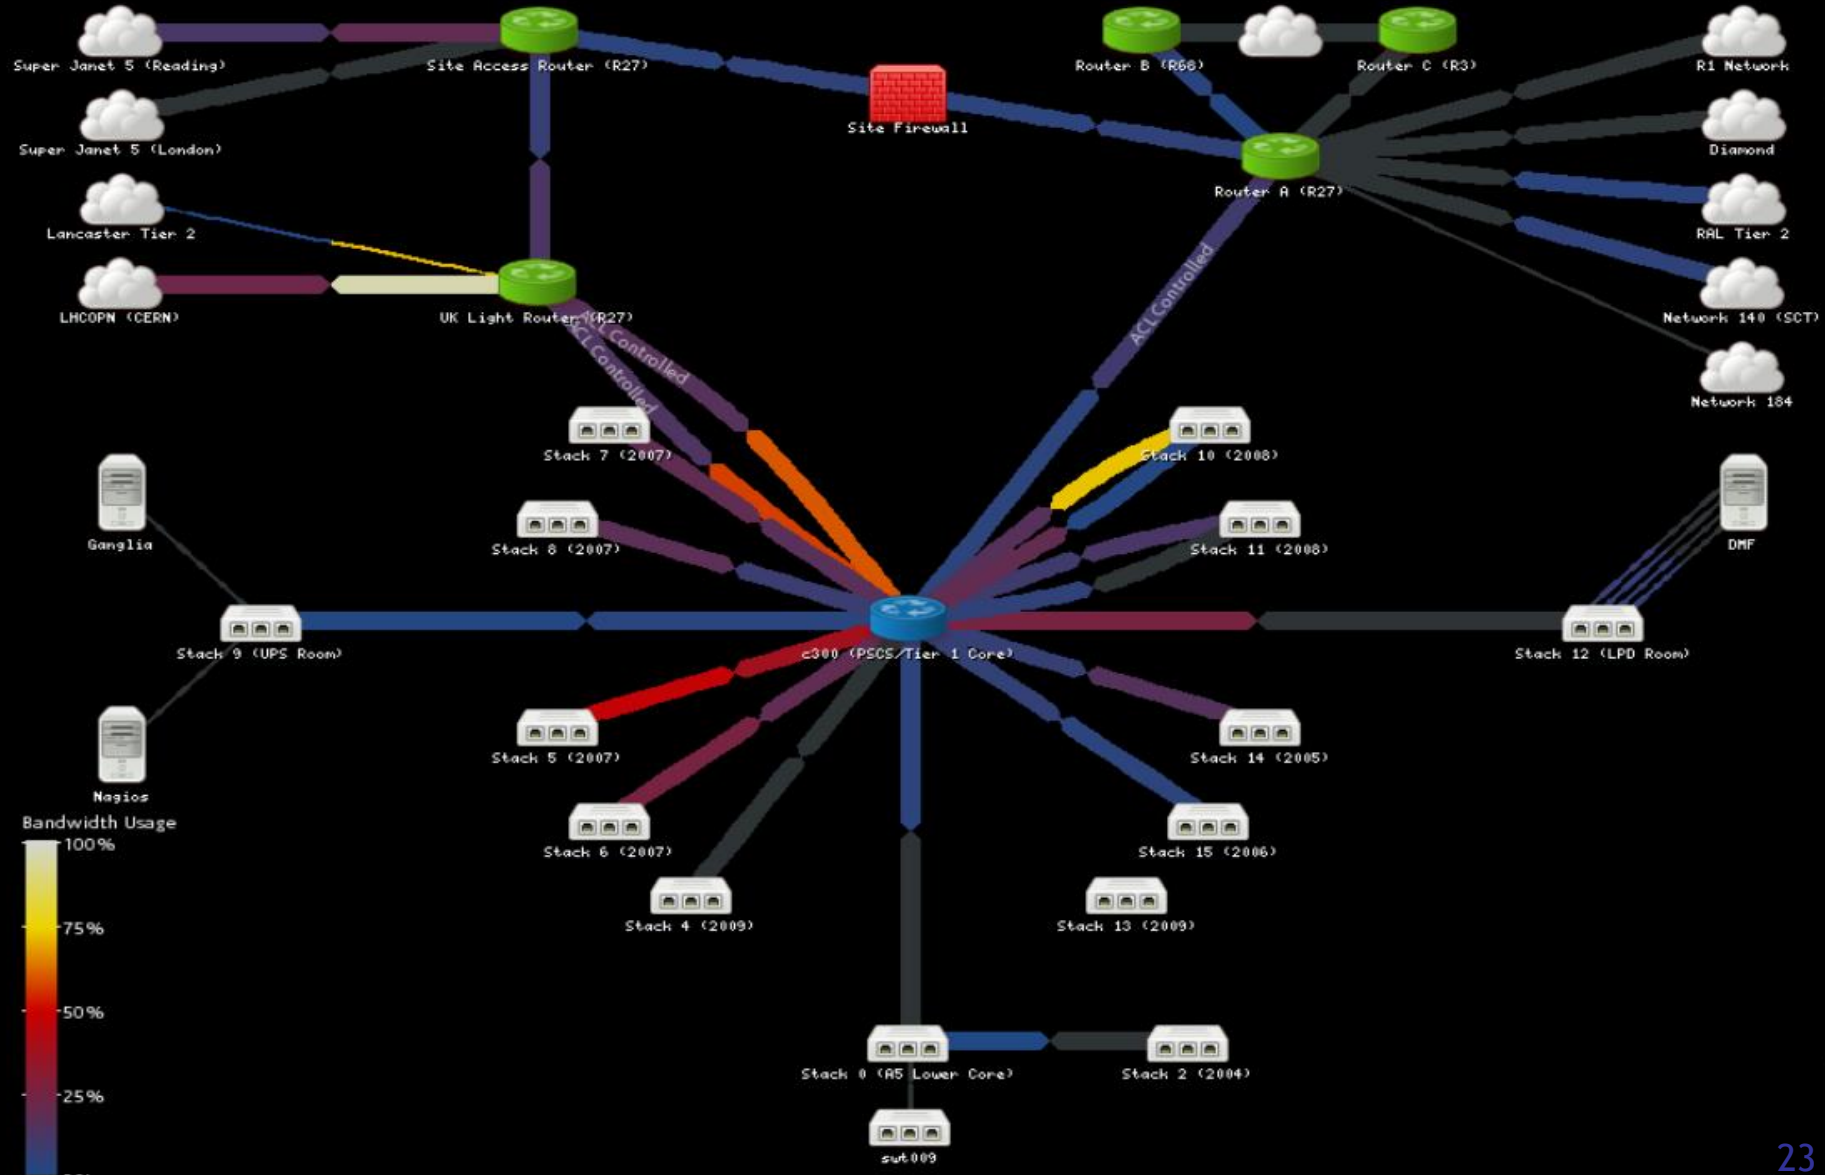 Super Janet 5 (Reading)
Site Access Router (R27)
Router B (R68)
Router C (R3)
R1 Network
Site Firewall
Super Janet 5 (London)
Diamond
Router A (R27)
Lancaster Tier 2
RAL Tier 2
ACL Controlled
LHCOPN (CERN)
UK Light Router (R27)
Network 140 (SCT)
ACL Controlled
ACL Controlled
Network 184
Stack 7 (2007)
Stack 10 (2008)
Ganglia
Stack 8 (2007)
Stack 11 (2008)
DMF
Stack 9 (UPS Room)
c300 (PSCS/Tier 1 Core)
Stack 12 (LPD Room)
Stack 5 (2007)
Stack 14 (2005)
Nagios
Bandwidth Usage
100%
75%
50%
25%
Stack 6 (2007)
Stack 15 (2006)
Stack 4 (2009)
Stack 13 (2009)
Stack 0 (A5 Lower Core)
Stack 2 (2004)
swt009
23